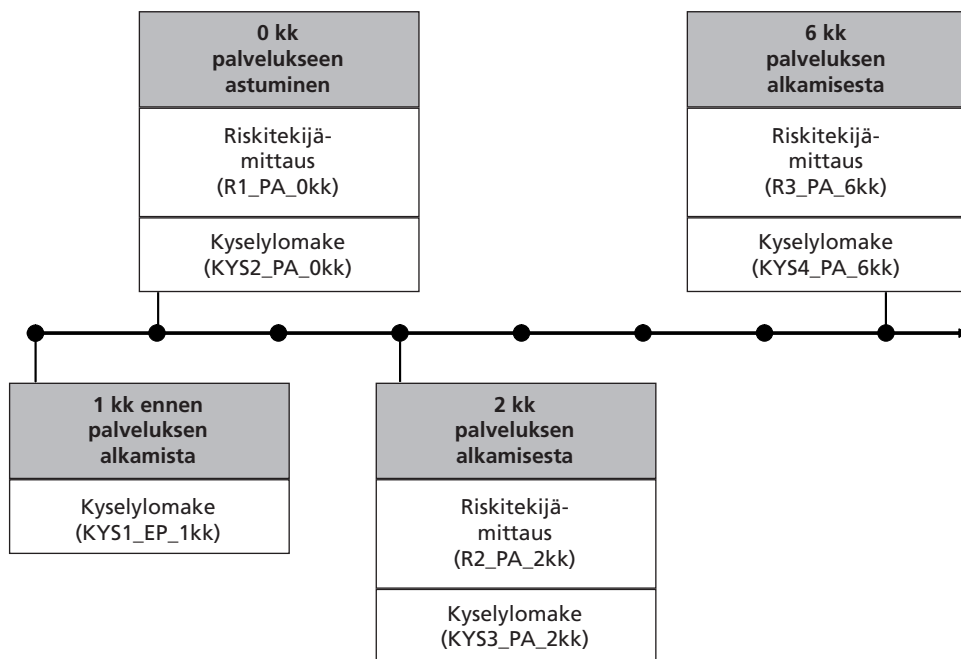 0 kk
palvelukseen
astuminen
Riskitekijä-
mittaus
(R1_PA_0kk)
Kyselylomake
(KYS2_PA_0kk)
6 kk
palveluksen
alkamisesta
Riskitekijä-
mittaus
(R3_PA_6kk)
Kyselylomake
(KYS4_PA_6kk)
1 kk ennen
palveluksen
alkamista
Kyselylomake
(KYS1_EP_1kk)
2 kk
palveluksen
alkamisesta
Riskitekijä-
mittaus
(R2_PA_2kk)
Kyselylomake
(KYS3_PA_2kk)